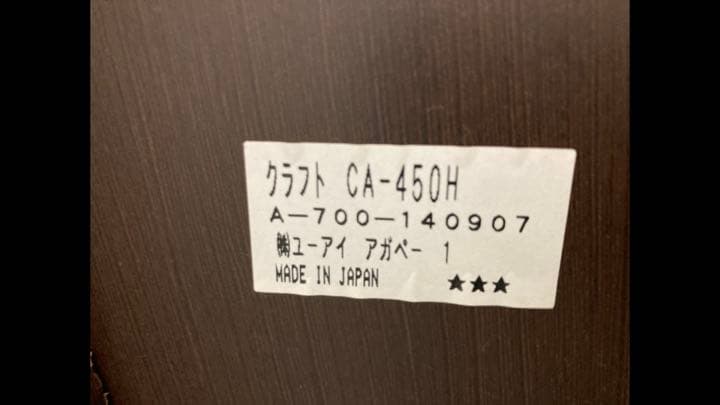 クラフト CA-450H
A-700-140907
㈱ユーアイ アガペー 1
MADE IN JAPAN ★★★